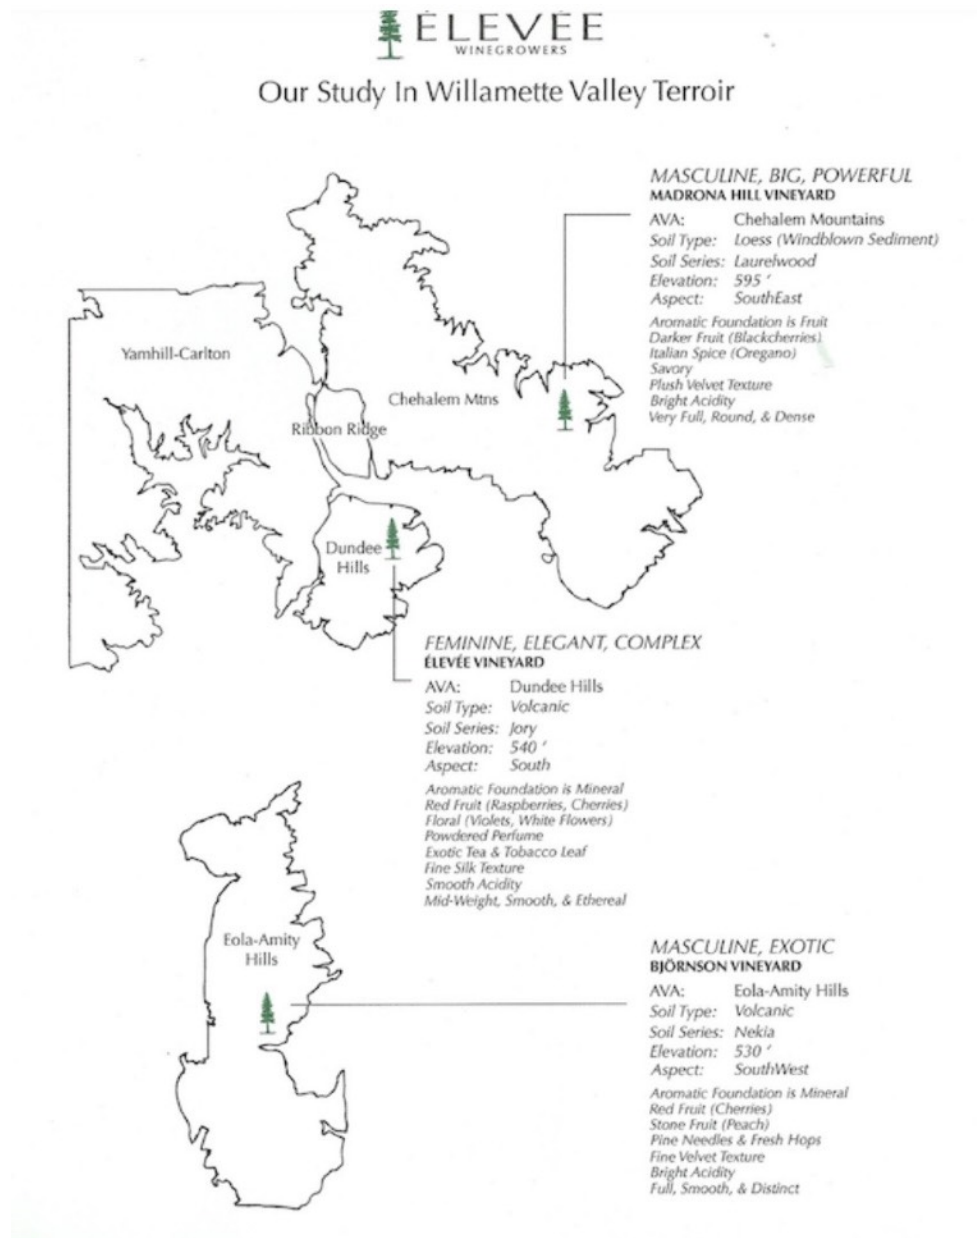 ÉLEVÉE
WINEGROWERS
Our Study In Willamette Valley Terroir
MASCULINE, BIG, POWERFUL
MADRONA HILL VINEYARD
AVA: Chehalem Mountains
Soil Type: Loess (Windblown Sediment)
Soil Series: Laurelwood
Elevation: 595 '
Aspect: SouthEast
Aromatic Foundation is Fruit
Darker Fruit (Blackcherries)
Italian Spice (Oregano)
Savory
Plush Velvet Texture
Bright Acidity
Very Full, Round, & Dense
Yamhill-Carlton
Chehalem Mtns
Ribbon Ridge
Dundee
Hills
FEMININE, ELEGANT, COMPLEX
ÉLEVÉE VINEYARD
AVA: Dundee Hills
Soil Type: Volcanic
Soil Series: Jory
Elevation: 540 '
Aspect: South
Aromatic Foundation is Mineral
Red Fruit (Raspberries, Cherries)
Floral (Violets, White Flowers)
Powdered Perfume
Exotic Tea & Tobacco Leaf
Fine Silk Texture
Smooth Acidity
Mid-Weight, Smooth, & Ethereal
Eola-Amity
Hills
MASCULINE, EXOTIC
BJÖRNSON VINEYARD
AVA: Eola-Amity Hills
Soil Type: Volcanic
Soil Series: Nekia
Elevation: 530 '
Aspect: SouthWest
Aromatic Foundation is Mineral
Red Fruit (Cherries)
Stone Fruit (Peach)
Pine Needles & Fresh Hops
Fine Velvet Texture
Bright Acidity
Full, Smooth, & Distinct